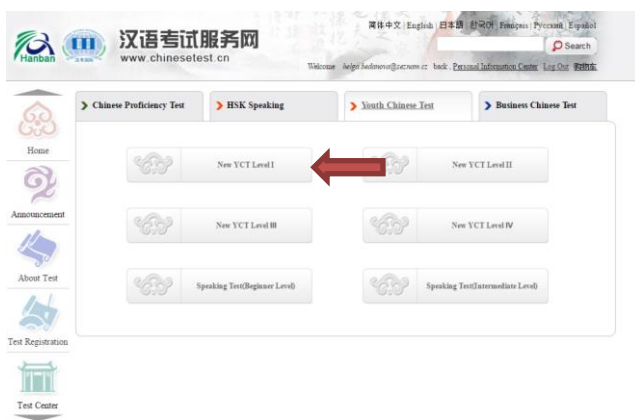 简体中文 | English | 日本語 | 한국어 | Français | Русский | Español
Hanban
汉语考试服务网
www.chinesetest.cn
Search
Welcome back. Personal Information Center Log Out 购物车
Chinese Proficiency Test
HSK Speaking
Youth Chinese Test
Business Chinese Test
Home
Announcement
About Test
Test Registration
Test Center
New YCT Level I
New YCT Level II
New YCT Level III
New YCT Level IV
Speaking Test(Beginner Level)
Speaking Test(Intermediate Level)